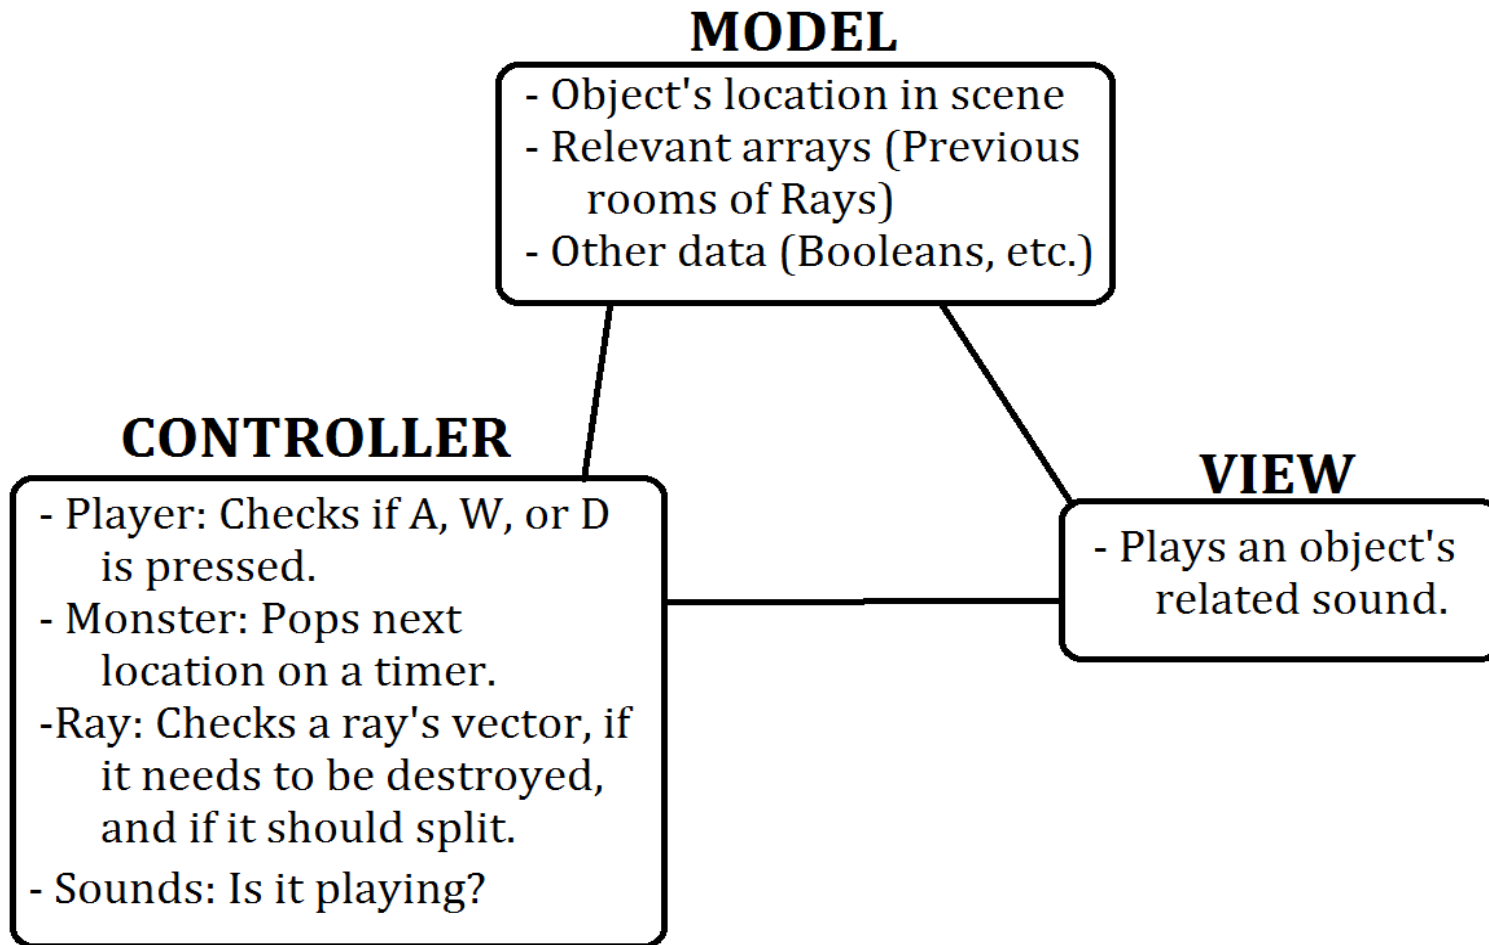 MODEL
- Object's location in scene
- Relevant arrays (Previous
rooms of Rays)
- Other data (Booleans, etc.)
CONTROLLER
- Player: Checks if A, W, or D
is pressed.
- Monster: Pops next
location on a timer.
-Ray: Checks a ray's vector, if
it needs to be destroyed,
and if it should split.
- Sounds: Is it playing?
VIEW
- Plays an object's
related sound.